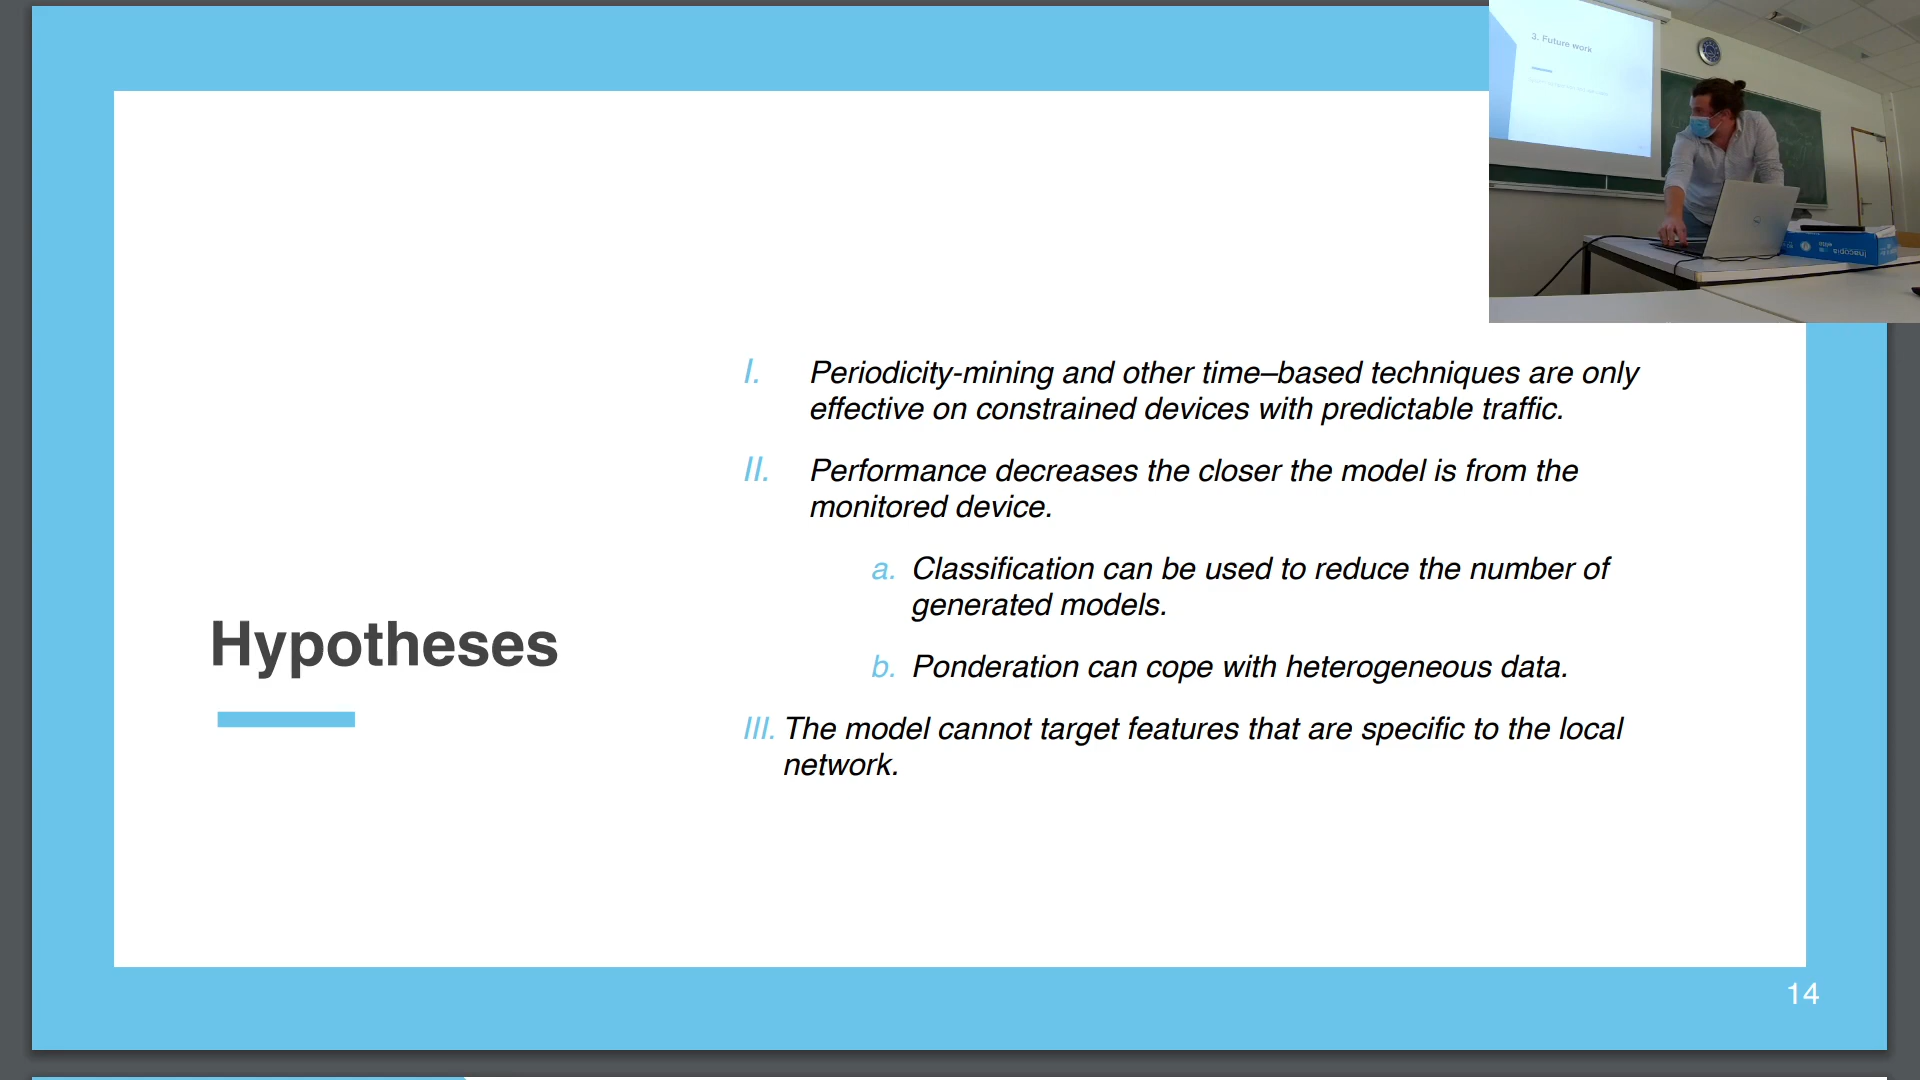 3. Future work
Hypotheses
I. Periodicity-mining and other time–based techniques are only
effective on constrained devices with predictable traffic.
II. Performance decreases the closer the model is from the
monitored device.
a. Classification can be used to reduce the number of
generated models.
b. Ponderation can cope with heterogeneous data.
III. The model cannot target features that are specific to the local
network.
14